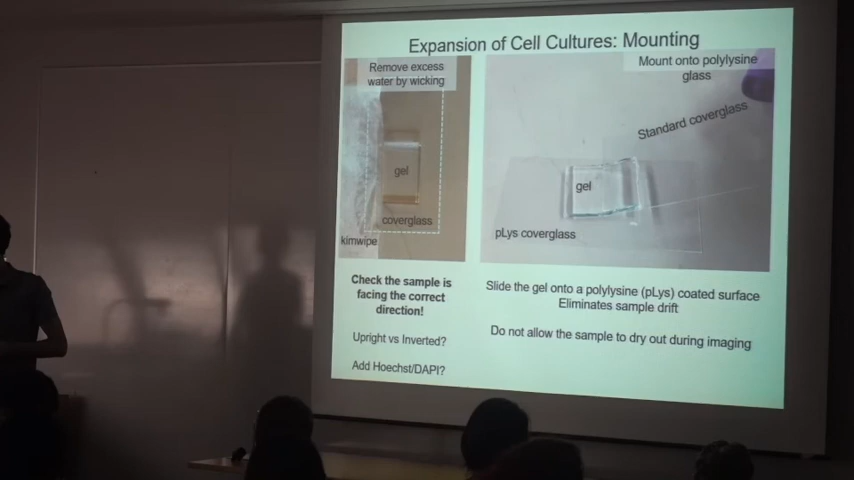 Expansion of Cell Cultures: Mounting
Remove excess
water by wicking
gel
coverglass
kimwipe
Mount onto polylysine
glass
Standard coverglass
gel
pLys coverglass
Check the sample is
facing the correct
direction!
Upright vs Inverted?
Add Hoechst/DAPI?
Slide the gel onto a polylysine (pLys) coated surface
Eliminates sample drift
Do not allow the sample to dry out during imaging